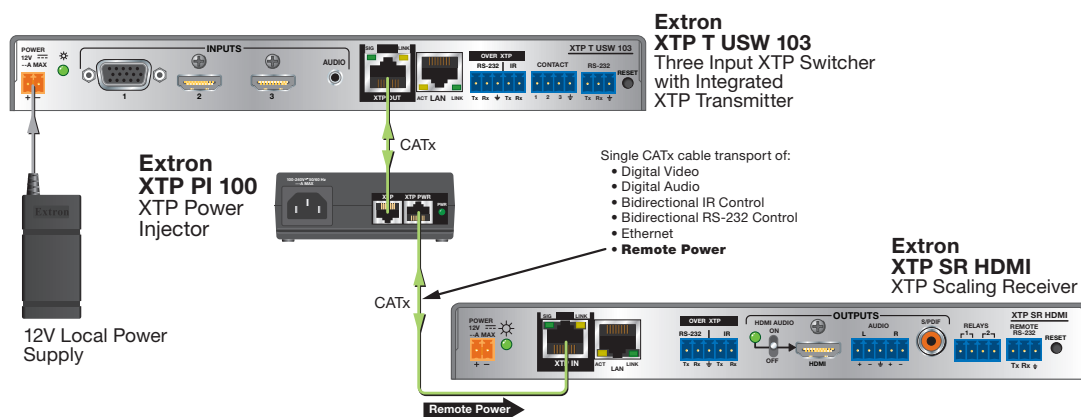 POWER
12V
--A MAX
+ −
INPUTS
1
2
3
AUDIO
SIG
LINK
XTP OUT
ACT
LAN
LINK
OVER XTP
RS-232
IR
Tx Rx Tx Rx
CONTACT
1 2 3
RS-232
Tx Rx
XTP T USW 103
RESET
Extron
XTP T USW 103
Three Input XTP Switcher
with Integrated
XTP Transmitter
CATx
Extron
XTP PI 100
XTP Power
Injector
100-240V 50/60 Hz
--A MAX
XTP
XTP PWR
PWR
Extron
12V Local Power
Supply
Single CATx cable transport of:
• Digital Video
• Digital Audio
• Bidirectional IR Control
• Bidirectional RS-232 Control
• Ethernet
• Remote Power
CATx
Extron
XTP SR HDMI
XTP Scaling Receiver
POWER
12V
--A MAX
+ −
SIG
LINK
XTP IN
ACT
LAN
LINK
OVER XTP
RS-232
IR
Tx Rx Tx Rx
OUTPUTS
HDMI AUDIO
ON
OFF
HDMI
AUDIO
L R
+ − + −
S/PDIF
RELAYS
1 2
XTP SR HDMI
REMOTE
RS-232
Tx Rx
RESET
Remote Power